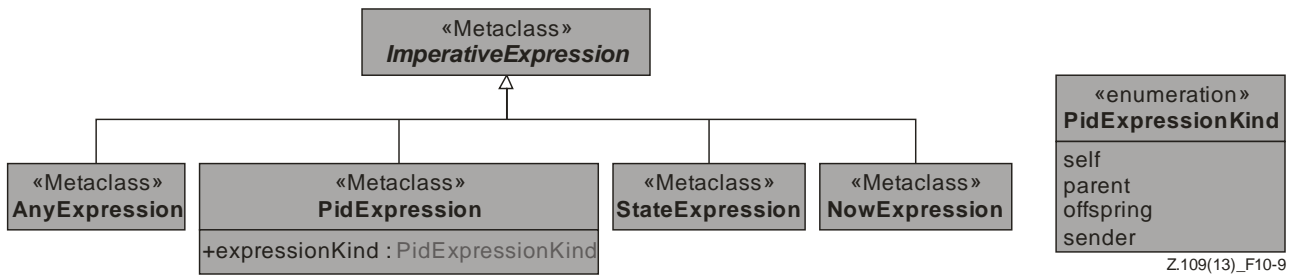 «Metaclass»
ImperativeExpression
«Metaclass»
AnyExpression
«Metaclass»
PidExpression
+expressionKind : PidExpressionKind
«Metaclass»
StateExpression
«Metaclass»
NowExpression
«enumeration»
PidExpressionKind
self
parent
offspring
sender
Z.109(13)_F10-9